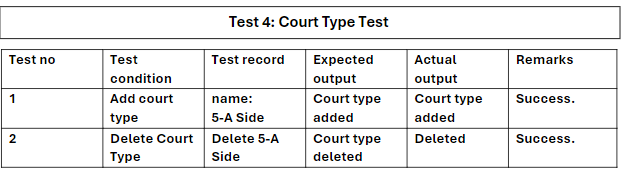 Test 4: Court Type Test
Test no Test condition Test record Expected output Actual output Remarks
1 Add court type name: 5-A Side Court type added Court type added Success.
2 Delete Court Type Delete 5-A Side Court type deleted Deleted Success.